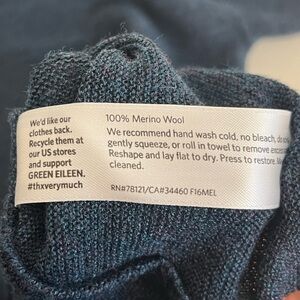 We'd like our
clothes back.
Recycle them at
our US stores
and support
GREEN EILEEN.
#thxverymuch
100% Merino Wool
We recommend hand wash cold, no bleach,
gently squeeze, or roll in towel to remove
Reshape and lay flat to dry. Press to restore.
cleaned.
RN#78121/CA#34460 F16MEL